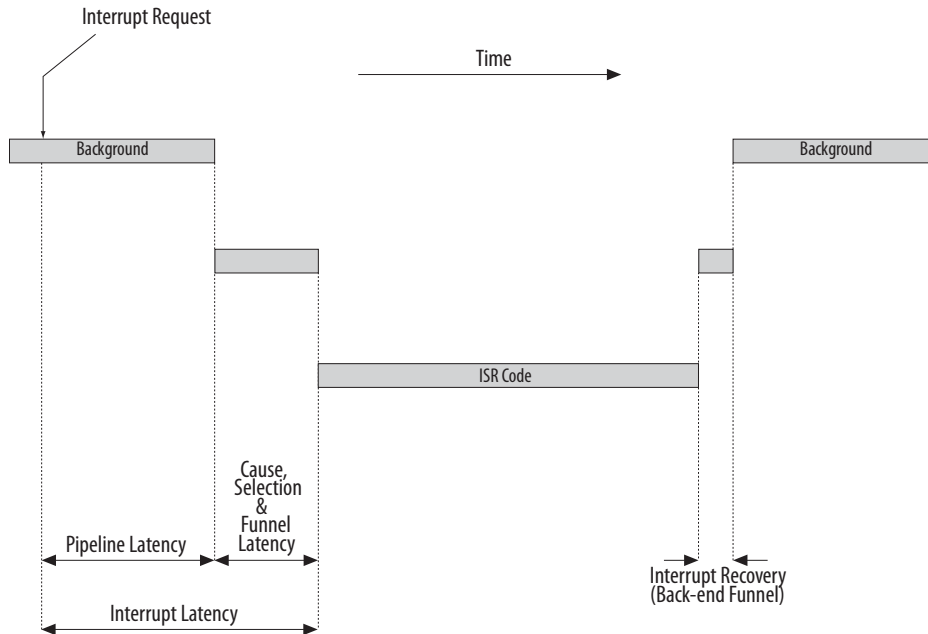 Interrupt Request
Time
Background
Background
ISR Code
Cause,
Selection
&
Funnel
Latency
Pipeline Latency
Interrupt Recovery
(Back-end Funnel)
Interrupt Latency